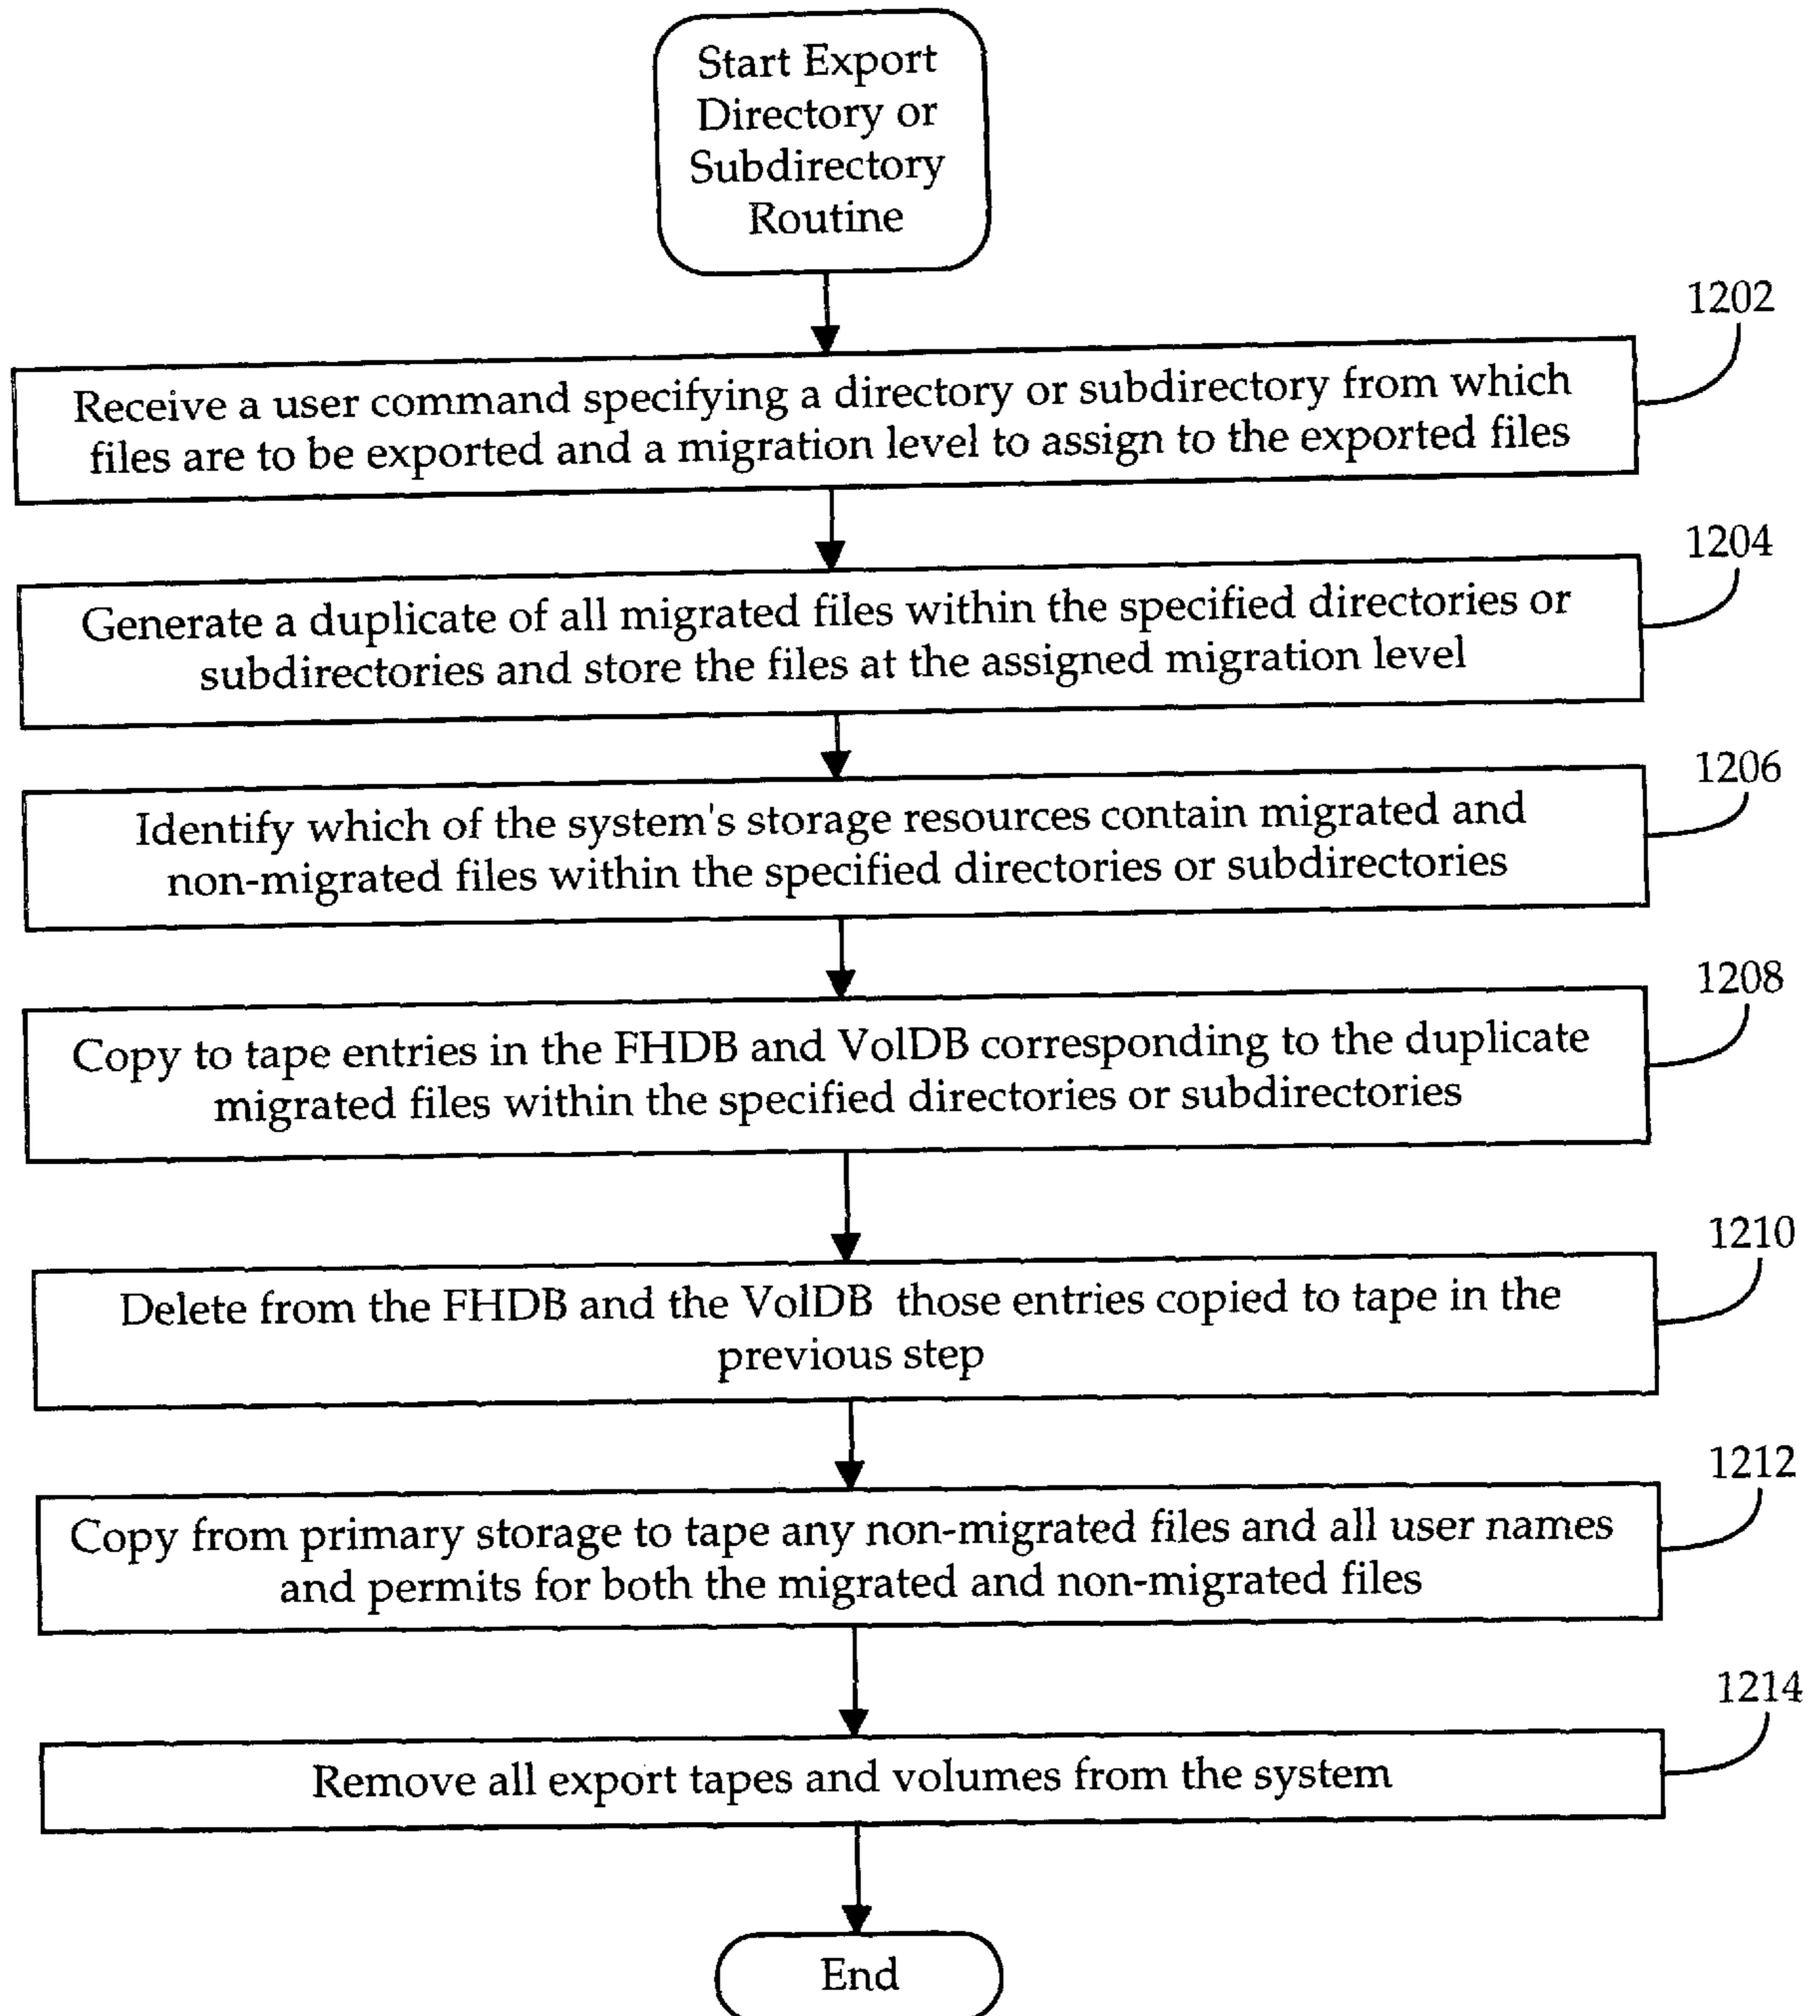 Start Export
Directory or
Subdirectory
Routine
1202
Receive a user command specifying a directory or subdirectory from which
files are to be exported and a migration level to assign to the exported files
1204
Generate a duplicate of all migrated files within the specified directories or
subdirectories and store the files at the assigned migration level
1206
Identify which of the system's storage resources contain migrated and
non-migrated files within the specified directories or subdirectories
1208
Copy to tape entries in the FHDB and VolDB corresponding to the duplicate
migrated files within the specified directories or subdirectories
1210
Delete from the FHDB and the VolDB those entries copied to tape in the
previous step
1212
Copy from primary storage to tape any non-migrated files and all user names
and permits for both the migrated and non-migrated files
1214
Remove all export tapes and volumes from the system
End